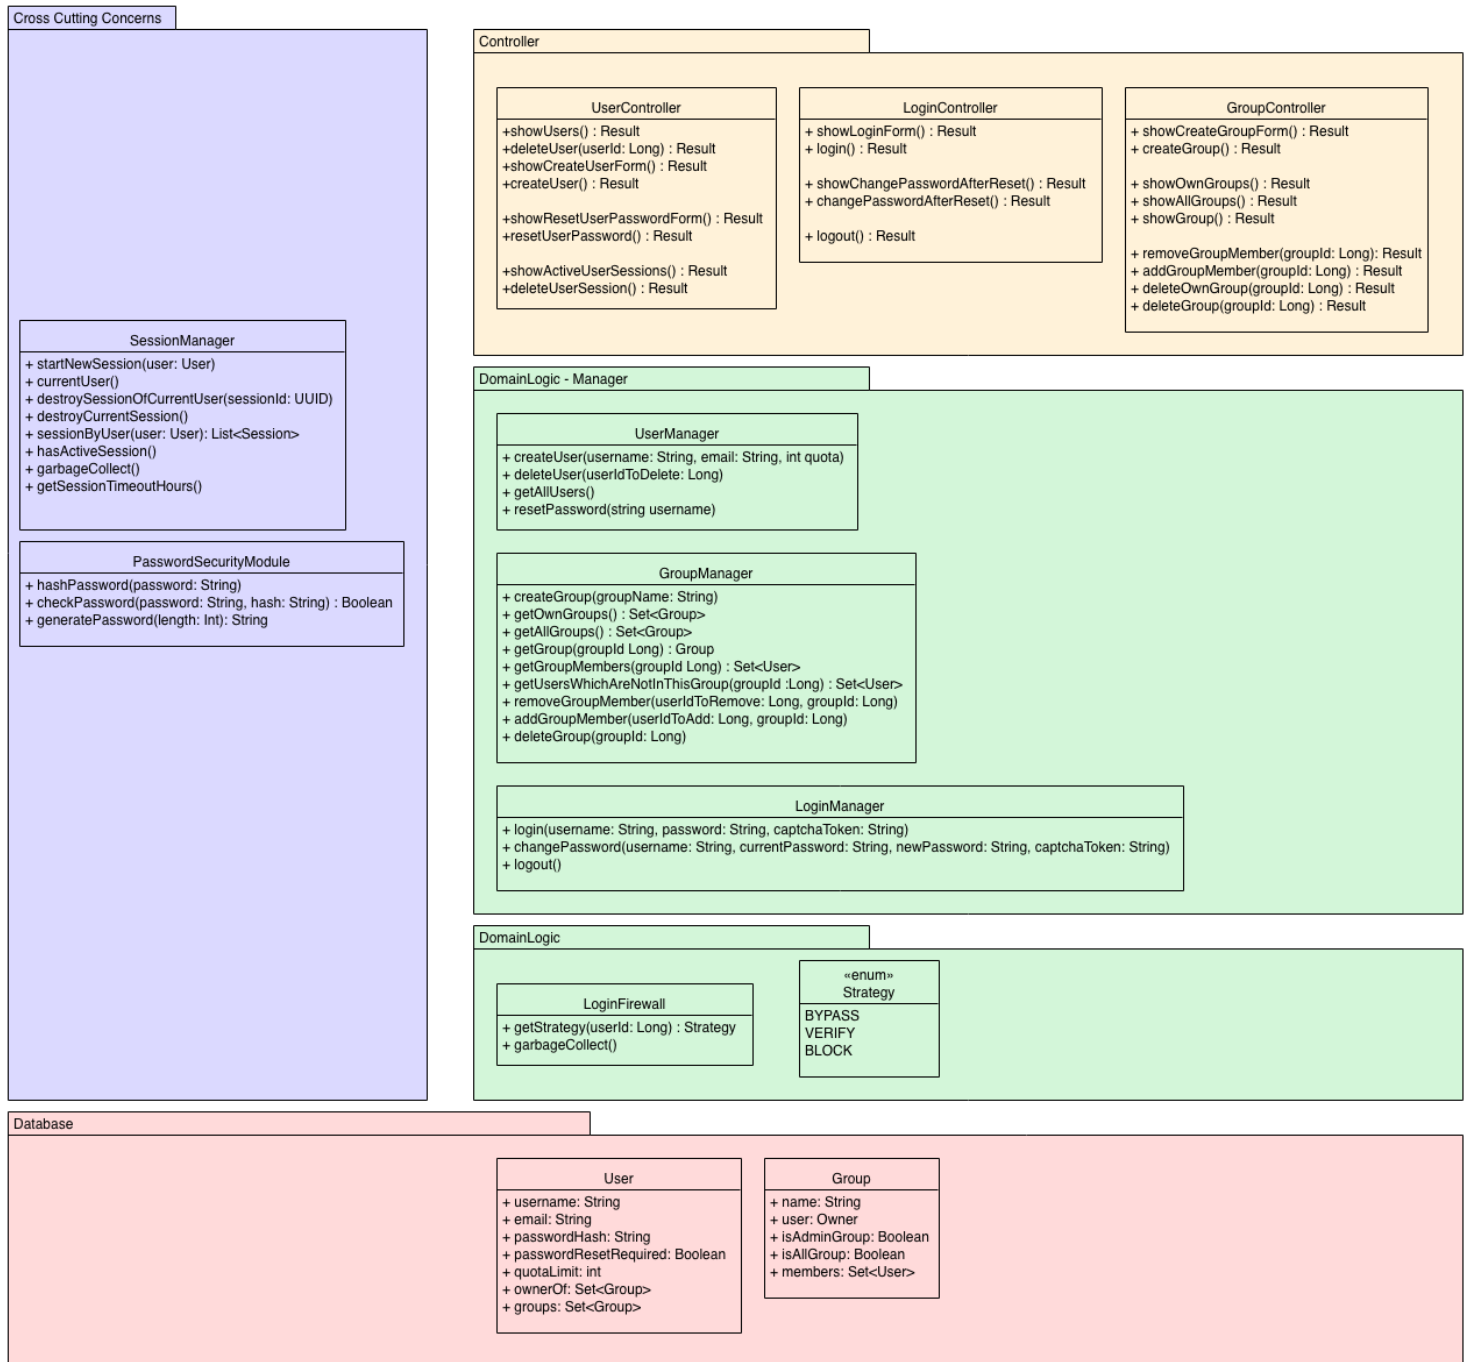 Cross Cutting Concerns
SessionManager
+ startNewSession(user: User)
+ currentUser()
+ destroySessionOfCurrentUser(sessionId: UUID)
+ destroyCurrentSession()
+ sessionByUser(user: User): List<Session>
+ hasActiveSession()
+ garbageCollect()
+ getSessionTimeoutHours()
PasswordSecurityModule
+ hashPassword(password: String)
+ checkPassword(password: String, hash: String) : Boolean
+ generatePassword(length: Int): String
Controller
UserController
+showUsers() : Result
+deleteUser(userId: Long) : Result
+showCreateUserForm() : Result
+createUser() : Result
+showResetUserPasswordForm() : Result
+resetUserPassword() : Result
+showActiveUserSessions() : Result
+deleteUserSession() : Result
LoginController
+ showLoginForm() : Result
+ login() : Result
+ showChangePasswordAfterReset() : Result
+ changePasswordAfterReset() : Result
+ logout() : Result
GroupController
+ showCreateGroupForm() : Result
+ createGroup() : Result
+ showOwnGroups() : Result
+ showAllGroups() : Result
+ showGroup() : Result
+ removeGroupMember(groupId: Long): Result
+ addGroupMember(groupId: Long) : Result
+ deleteOwnGroup(groupId: Long) : Result
+ deleteGroup(groupId: Long) : Result
DomainLogic - Manager
UserManager
+ createUser(username: String, email: String, int quota)
+ deleteUser(userIdToDelete: Long)
+ getAllUsers()
+ resetPassword(string username)
GroupManager
+ createGroup(groupName: String)
+ getOwnGroups() : Set<Group>
+ getAllGroups() : Set<Group>
+ getGroup(groupId Long) : Group
+ getGroupMembers(groupId Long) : Set<User>
+ getUsersWhichAreNotInThisGroup(groupId :Long) : Set<User>
+ removeGroupMember(userIdToRemove: Long, groupId: Long)
+ addGroupMember(userIdToAdd: Long, groupId: Long)
+ deleteGroup(groupId: Long)
LoginManager
+ login(username: String, password: String, captchaToken: String)
+ changePassword(username: String, currentPassword: String, newPassword: String, captchaToken: String)
+ logout()
DomainLogic
LoginFirewall
+ getStrategy(userId: Long) : Strategy
+ garbageCollect()
«enum»
Strategy
BYPASS
VERIFY
BLOCK
Database
User
+ username: String
+ email: String
+ passwordHash: String
+ passwordResetRequired: Boolean
+ quotaLimit: int
+ ownerOf: Set<Group>
+ groups: Set<Group>
Group
+ name: String
+ user: Owner
+ isAdminGroup: Boolean
+ isAllGroup: Boolean
+ members: Set<User>